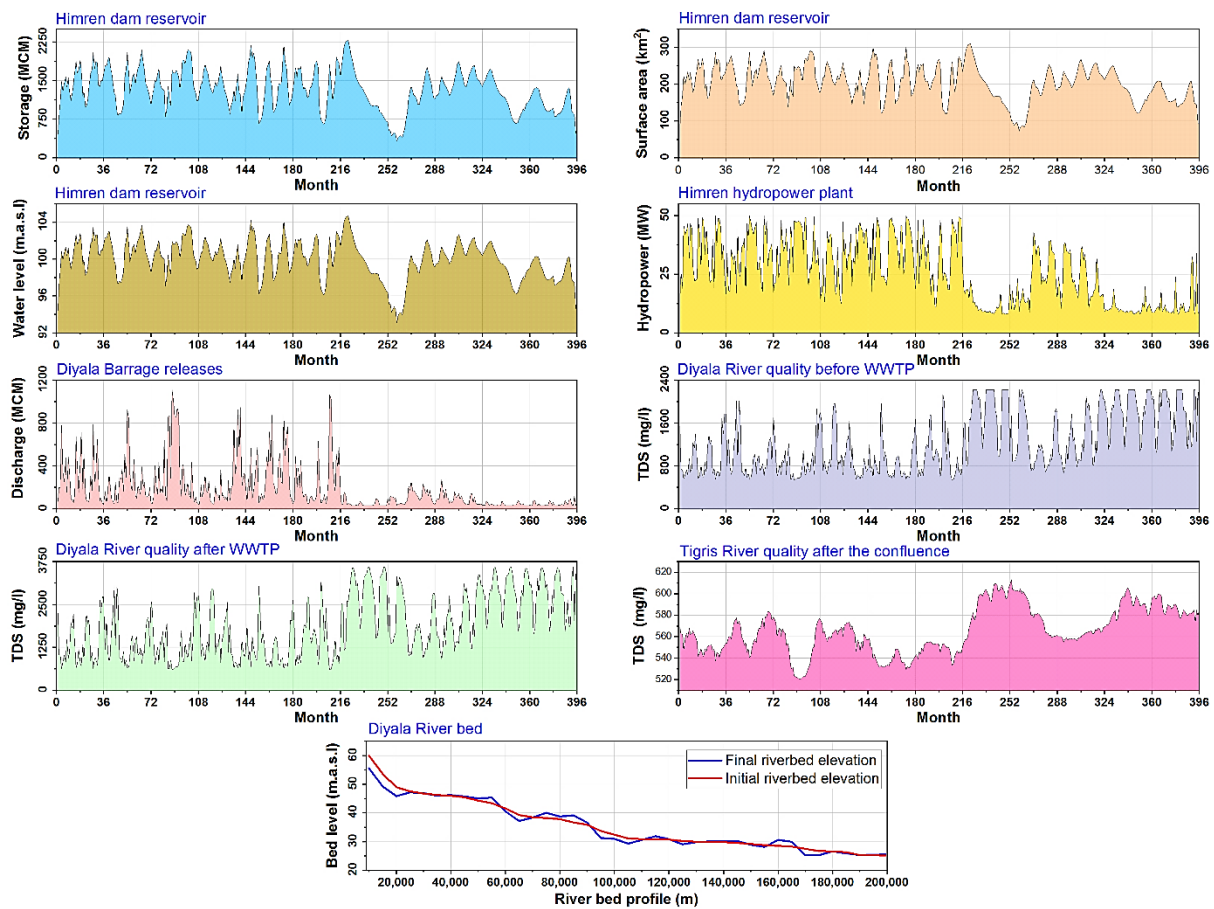 Himren dam reservoir
Storage (MCM)
2250
1500
750
0
0 36 72 108 144 180 216 252 288 324 360 396
Month
Himren dam reservoir
Surface area (km²)
300
200
100
0
0 36 72 108 144 180 216 252 288 324 360 396
Month
Himren dam reservoir
Water level (m.a.s.l)
104
100
96
92
0 36 72 108 144 180 216 252 288 324 360 396
Month
Himren hydropower plant
Hydropower (MW)
50
25
0
0 36 72 108 144 180 216 252 288 324 360 396
Month
Diyala Barrage releases
Discharge (MCM)
1200
800
400
0
0 36 72 108 144 180 216 252 288 324 360 396
Month
Diyala River quality before WWTP
TDS (mg/l)
2400
1600
800
0
0 36 72 108 144 180 216 252 288 324 360 396
Month
Diyala River quality after WWTP
TDS (mg/l)
3750
2500
1250
0
0 36 72 108 144 180 216 252 288 324 360 396
Month
Tigris River quality after the confluence
TDS (mg/l)
620
600
580
560
540
520
0 36 72 108 144 180 216 252 288 324 360 396
Month
Diyala River bed
Bed level (m.a.s.l)
60
50
40
30
20
Final riverbed elevation
Initial riverbed elevation
20,000 40,000 60,000 80,000 100,000 120,000 140,000 160,000 180,000 200,000
River bed profile (m)